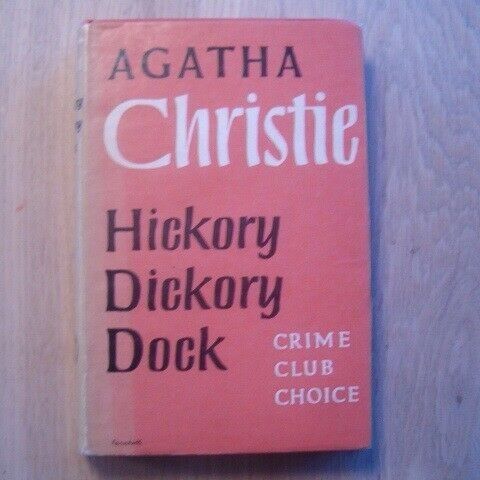 AGATHA
Christie
Hickory
Dickory
Dock
CRIME
CLUB
CHOICE